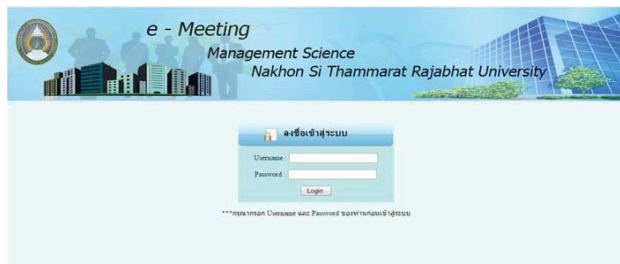 e - Meeting
Management Science
Nakhon Si Thammarat Rajabhat University
ลงชื่อเข้าสู่ระบบ
Username
Password
Login
***กรุณากรอก Username และ Password ของท่านก่อนเข้าสู่ระบบ